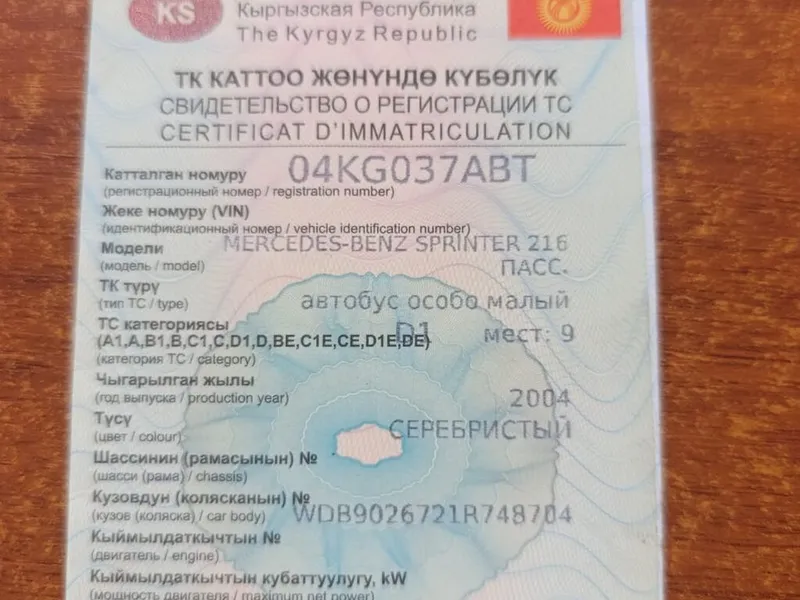 KS
Кыргызская Республика
The Kyrgyz Republic
ТК КАТТОО ЖӨНҮНДӨ КҮБӨЛҮК
СВИДЕТЕЛЬСТВО О РЕГИСТРАЦИИ ТС
CERTIFICAT D'IMMATRICULATION
Катталган номуру 04KG037ABT
(регистрационный номер / registration number)
Жеке номуру (VIN)
(идентификационный номер / vehicle identification number)
Модели MERCEDES-BENZ SPRINTER 216
(модель / model) ПАСС.
ТК түрү
(тип ТС / type) автобус особо малый
ТС категориясы D1 мест: 9
(A1,A,B1,B,C1,C,D1,D,BE,C1E,CE,D1E,DE)
(категория ТС / category)
Чыгарылган жылы
(год выпуска / production year) 2004
Түсү
(цвет / colour) СЕРЕБРИСТЫЙ
Шассинин (рамасынын) №
(шасси (рама) / chassis)
Кузовдун (колясканын) №
(кузов (коляска) / car body) WDB9026721R748704
Кыймылдаткычтын №
(двигатель / engine)
Кыймылдаткычтын кубаттуулугу, kW
(мощность двигателя / maximum net power)